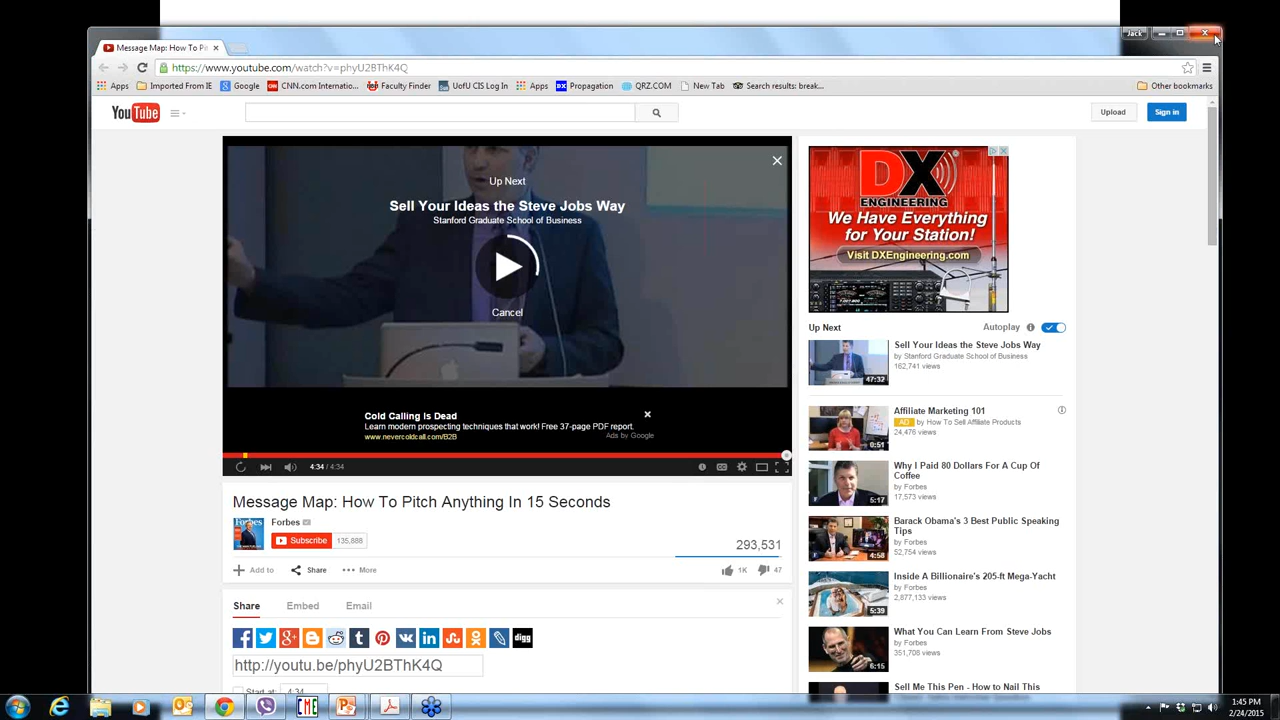 Jack
Message Map: How To Pi
https://www.youtube.com/watch?v=phyU2BThK4Q
Apps
Imported From IE
Google
CNN.com Internatio...
Faculty Finder
UofU CIS Log In
Apps
Propagation
QRZ.COM
New Tab
Search results: break...
Other bookmarks
YouTube
Upload
Sign in
Up Next
Sell Your Ideas the Steve Jobs Way
Stanford Graduate School of Business
Cancel
Cold Calling Is Dead
Learn modern prospecting techniques that work! Free 37-page PDF report.
www.nevercoldcall.com/B2B
Ads by Google
4:34 / 4:34
Message Map: How To Pitch Anything In 15 Seconds
Forbes
Forbes
Subscribe
135,888
293,531
Add to
Share
More
1K
47
Share
Embed
Email
digg
http://youtu.be/phyU2BThK4Q
Start at:
4:34
DX
ENGINEERING
We Have Everything
for Your Station!
Visit DXEngineering.com
Up Next
Autoplay
Sell Your Ideas the Steve Jobs Way
by Stanford Graduate School of Business
162,741 views
47:32
Affiliate Marketing 101
AD by How To Sell Affiliate Products
24,476 views
0:51
Why I Paid 80 Dollars For A Cup Of
Coffee
by Forbes
17,573 views
5:17
Barack Obama's 3 Best Public Speaking
Tips
by Forbes
52,754 views
4:58
Inside A Billionaire's 205-ft Mega-Yacht
by Forbes
2,877,133 views
5:39
What You Can Learn From Steve Jobs
by Forbes
351,708 views
6:15
Sell Me This Pen - How to Nail This
CME
1:45 PM
2/24/2015